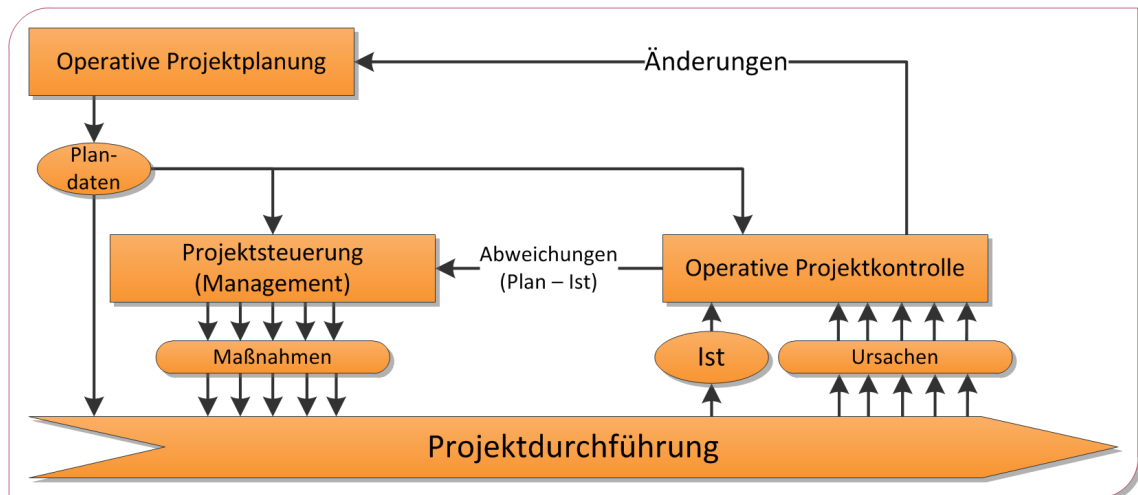 Operative Projektplanung
Änderungen
Plan-
daten
Projektsteuerung
(Management)
Abweichungen
(Plan – Ist)
Operative Projektkontrolle
Maßnahmen
Ist
Ursachen
Projektdurchführung